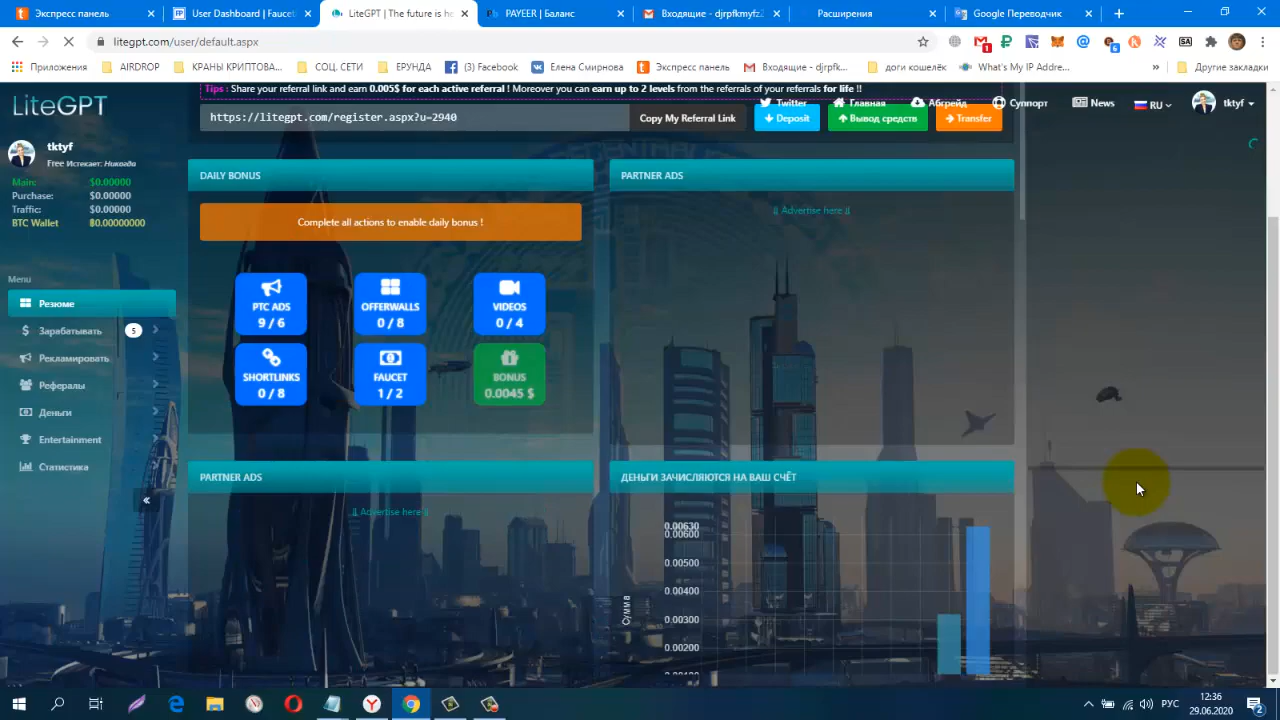 Экспресс панель
User Dashboard | Faucet
LiteGPT | The future is he
PAYEER | Баланс
Входящие - djrpfkmyfz
Расширения
Google Переводчик
litegpt.com/user/default.aspx
Приложения
AIRDROP
КРАНЫ КРИПТОВА...
СОЦ. СЕТИ
ЕРУНДА
(3) Facebook
Елена Смирнова
Экспресс панель
Входящие - djrpfk...
доги кошелёк
What's My IP Addre...
»
Другие закладки
LiteGPT
Tips : Share your referral link and earn 0.005$ for each active referral ! Moreover you can earn up to 2 levels from the referrals of your referrals for life !!
Twitter
Главная
Абгрейд
Суппорт
News
RU
tktyf
https://litegpt.com/register.aspx?u=2940
Copy My Referral Link
Deposit
Вывод средств
Transfer
tktyf
Free Истекает: Никогда
$0.00000
Purchase: $0.00000
Traffic: $0.00000
BTC Wallet ฿0.00000000
Menu
Резюме
Зарабатывать 5
Рекламировать
Рефералы
Деньги
Entertainment
Статистика
«
DAILY BONUS
Complete all actions to enable daily bonus !
PTC ADS
9 / 6
OFFERWALLS
0 / 8
VIDEOS
0 / 4
SHORTLINKS
0 / 8
FAUCET
1 / 2
BONUS
0.0045 $
PARTNER ADS
[[ Advertise here ]]
PARTNER ADS
[[ Advertise here ]]
ДЕНЬГИ ЗАЧИСЛЯЮТСЯ НА ВАШ СЧЁТ
Сумма
0.00630
0.00600
0.00500
0.00400
0.00300
0.00200
РУС
12:36
29.06.2020
2